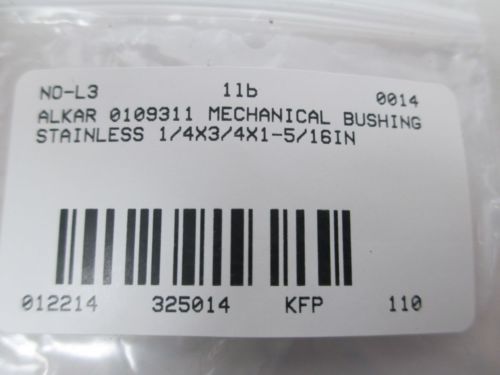 NO-L3 1lb 0014
ALKAR 0109311 MECHANICAL BUSHING
STAINLESS 1/4X3/4X1-5/16IN
012214 325014 KFP 110